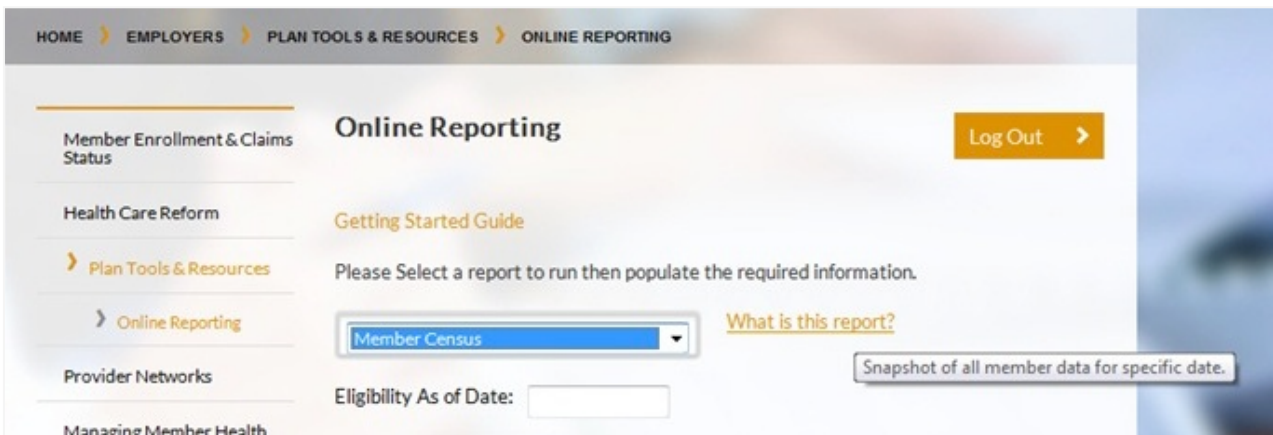 HOME EMPLOYERS PLAN TOOLS & RESOURCES ONLINE REPORTING
Member Enrollment & Claims
Status
Health Care Reform
Plan Tools & Resources
Online Reporting
Provider Networks
Managing Member Health
Online Reporting
Log Out
Getting Started Guide
Please Select a report to run then populate the required information.
Member Census
What is this report?
Snapshot of all member data for specific date.
Eligibility As of Date: